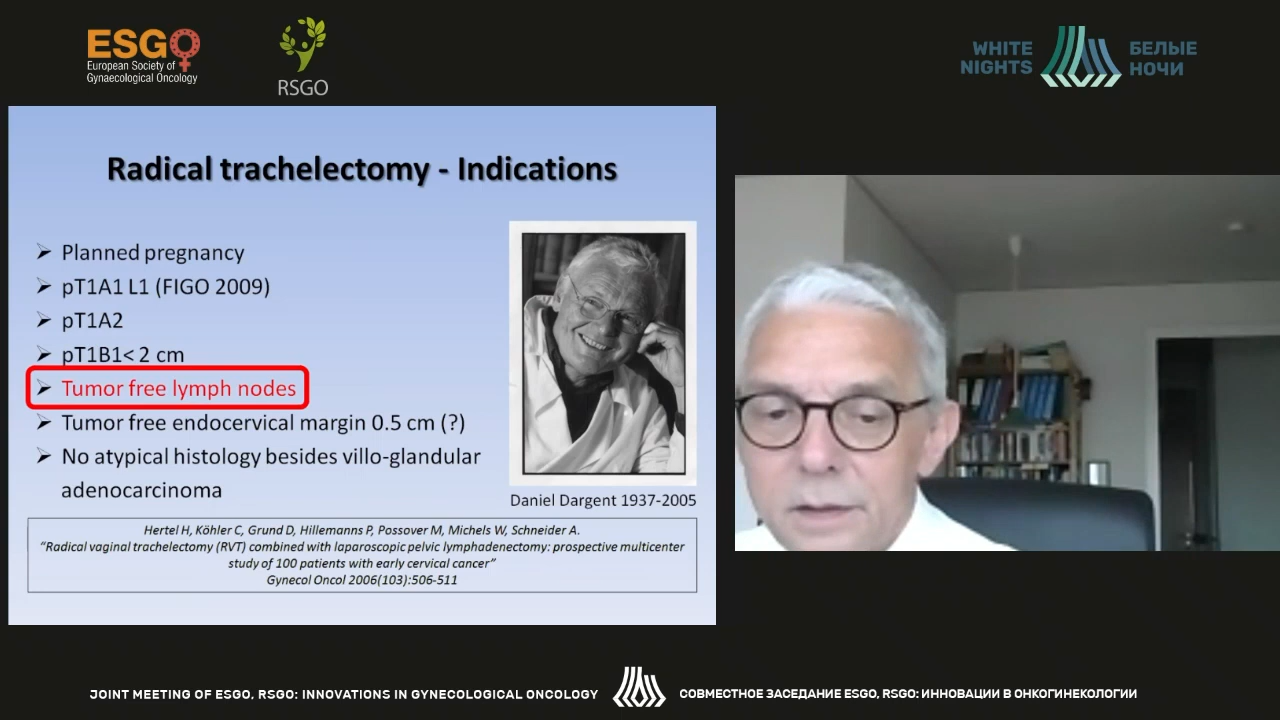 ESGO
European Society of
Gynaecological Oncology
RSGO
WHITE
NIGHTS
БЕЛЫЕ
НОЧИ
Radical trachelectomy - Indications
➢ Planned pregnancy
➢ pT1A1 L1 (FIGO 2009)
➢ pT1A2
➢ pT1B1< 2 cm
➢ Tumor free lymph nodes
➢ Tumor free endocervical margin 0.5 cm (?)
➢ No atypical histology besides villo-glandular
adenocarcinoma
Daniel Dargent 1937-2005
Hertel H, Köhler C, Grund D, Hillemanns P, Possover M, Michels W, Schneider A.
“Radical vaginal trachelectomy (RVT) combined with laparoscopic pelvic lymphadenectomy: prospective multicenter
study of 100 patients with early cervical cancer”
Gynecol Oncol 2006(103):506-511
JOINT MEETING OF ESGO, RSGO: INNOVATIONS IN GYNECOLOGICAL ONCOLOGY
СОВМЕСТНОЕ ЗАСЕДАНИЕ ESGO, RSGO: ИННОВАЦИИ В ОНКОГИНЕКОЛОГИИ